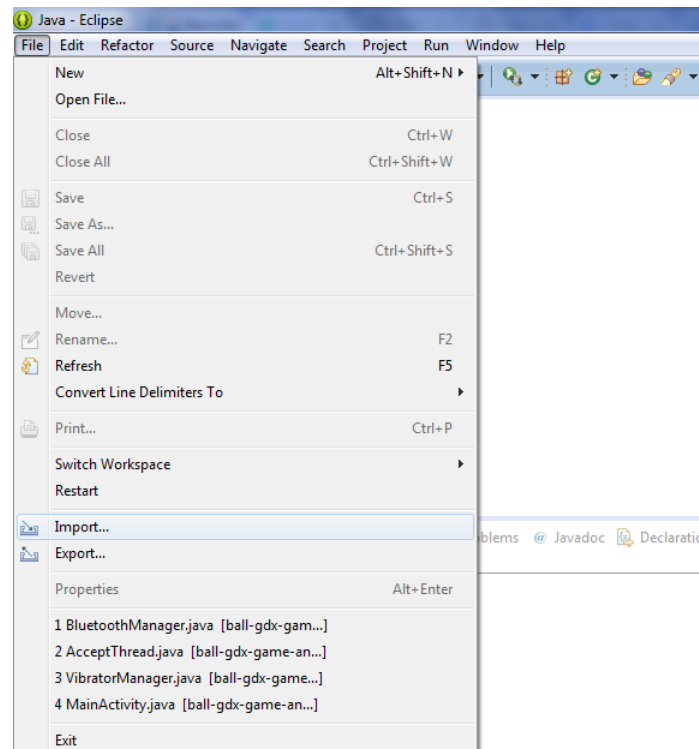 Java - Eclipse
File Edit Refactor Source Navigate Search Project Run Window Help
New Alt+Shift+N
Open File...
Close Ctrl+W
Close All Ctrl+Shift+W
Save Ctrl+S
Save As...
Save All Ctrl+Shift+S
Revert
Move...
Rename... F2
Refresh F5
Convert Line Delimiters To
Print... Ctrl+P
Switch Workspace
Restart
Import...
blems @ Javadoc Declaratio
Export...
Properties Alt+Enter
1 BluetoothManager.java [ball-gdx-gam...]
2 AcceptThread.java [ball-gdx-game-an...]
3 VibratorManager.java [ball-gdx-game...]
4 MainActivity.java [ball-gdx-game-an...]
Exit